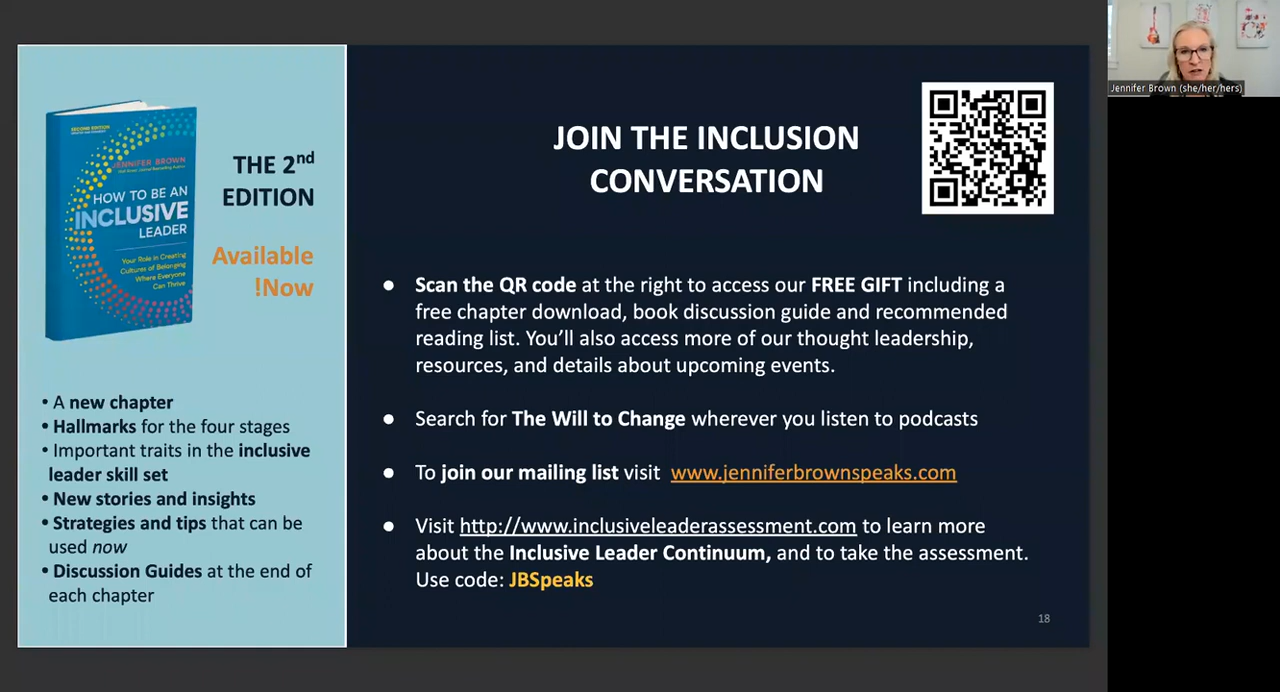 SECOND EDITION
JENNIFER BROWN
HOW TO BE AN
INCLUSIVE
LEADER
Your Role in Creating
Cultures of Belonging
Where Everyone
Can Thrive
THE 2nd
EDITION
Available
!Now
• A new chapter
• Hallmarks for the four stages
• Important traits in the inclusive
leader skill set
• New stories and insights
• Strategies and tips that can be
used now
• Discussion Guides at the end of
each chapter
JOIN THE INCLUSION
CONVERSATION
● Scan the QR code at the right to access our FREE GIFT including a
free chapter download, book discussion guide and recommended
reading list. You’ll also access more of our thought leadership,
resources, and details about upcoming events.
● Search for The Will to Change wherever you listen to podcasts
● To join our mailing list visit www.jenniferbrownspeaks.com
● Visit http://www.inclusiveleaderassessment.com to learn more
about the Inclusive Leader Continuum, and to take the assessment.
Use code: JBSpeaks
18
Jennifer Brown (she/her/hers)